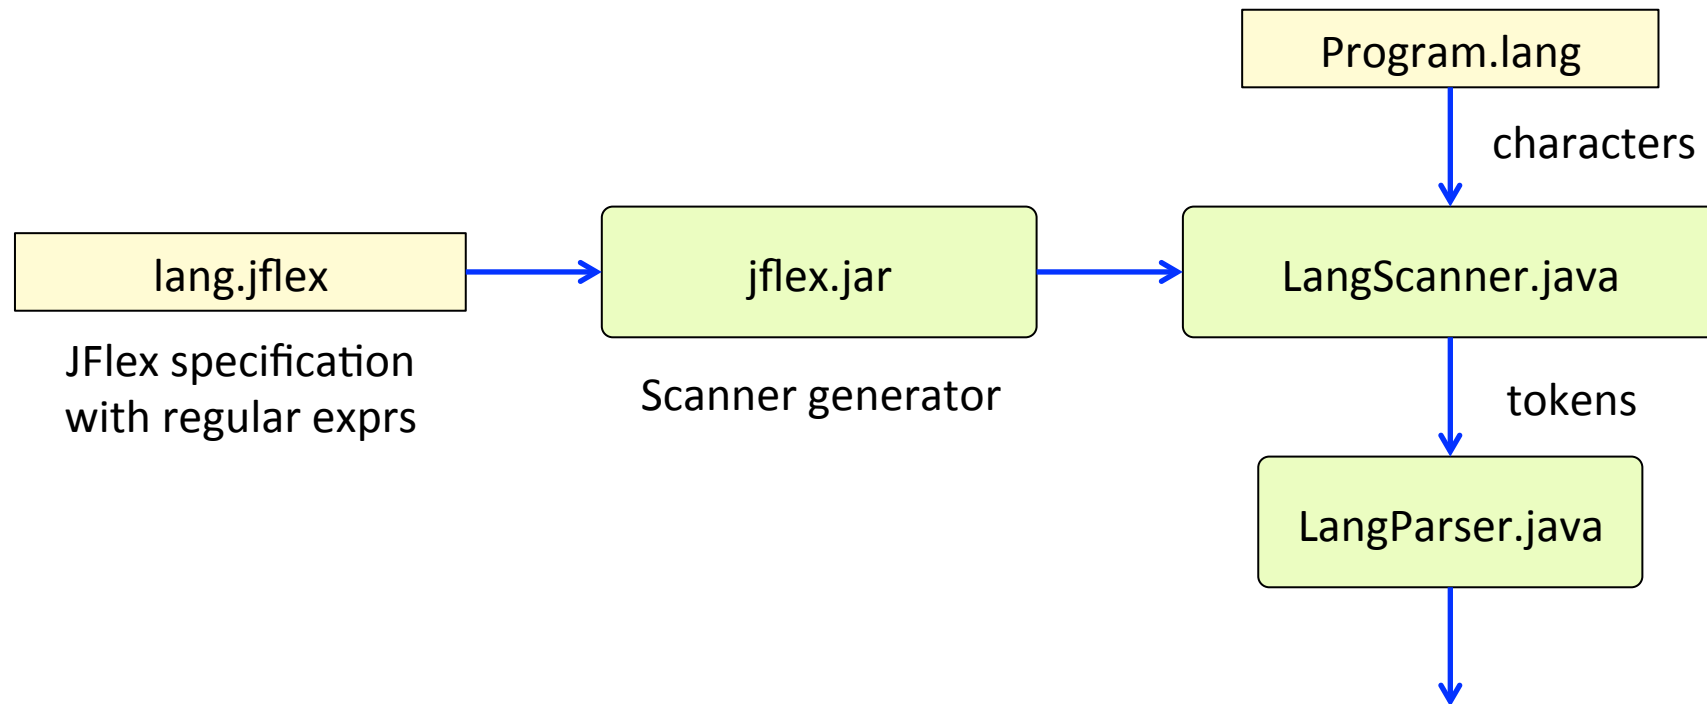 Program.lang
characters
lang.jflex
jflex.jar
LangScanner.java
JFlex specification
with regular exprs
Scanner generator
tokens
LangParser.java